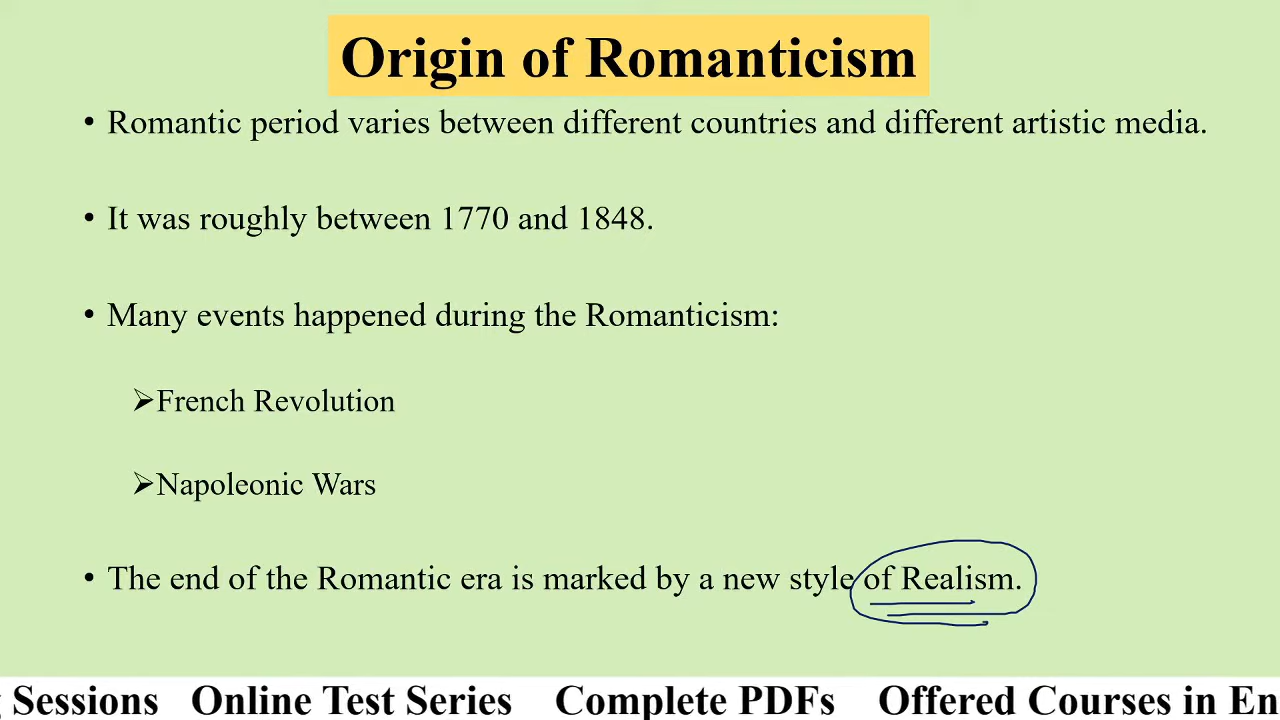 Origin of Romanticism
• Romantic period varies between different countries and different artistic media.
• It was roughly between 1770 and 1848.
• Many events happened during the Romanticism:
➢French Revolution
➢Napoleonic Wars
• The end of the Romantic era is marked by a new style of Realism.
Sessions Online Test Series Complete PDFs Offered Courses in En